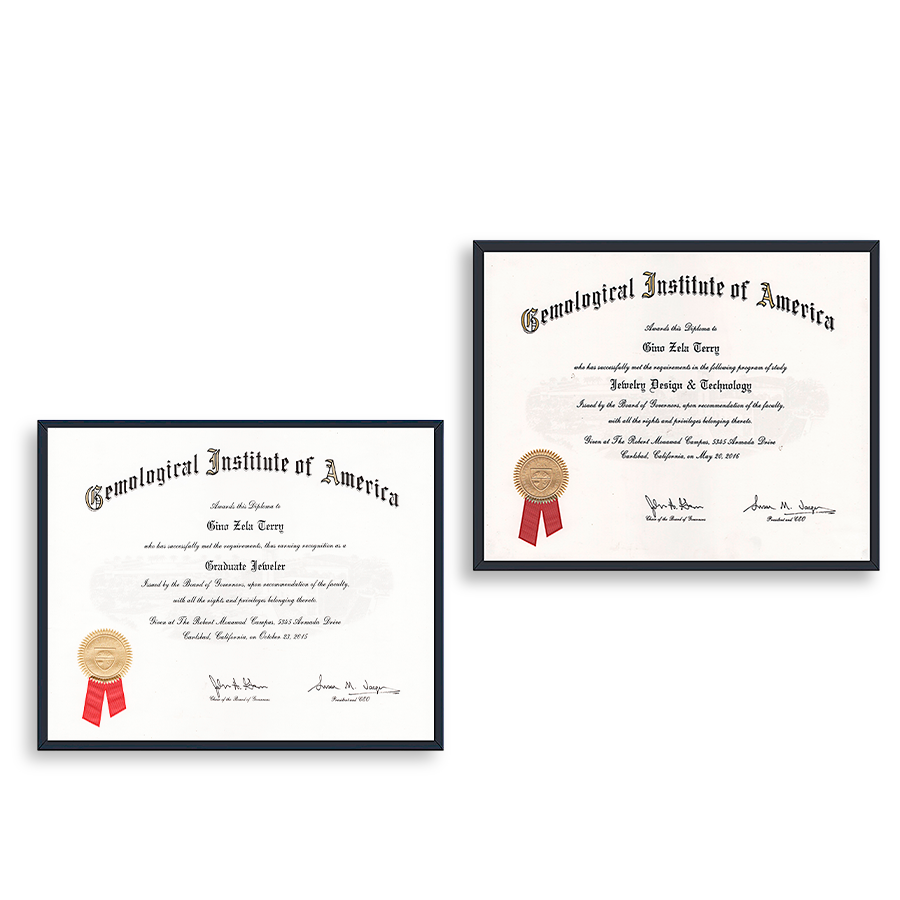 Gemological Institute of America
Awards this Diploma to
Gino Zela Terry
who has successfully met the requirements, thus earning recognition as a
Graduate Jeweler
Issued by the Board of Governors, upon recommendation of the faculty,
with all the rights and privileges belonging thereto.
Given at The Robert Mouawad Campus, 5345 Armada Drive
Carlsbad, California, on October 23, 2015
Chair of the Board of Governors
President and CEO
Gemological Institute of America
Awards this Diploma to
Gino Zela Terry
who has successfully met the requirements in the following program of study
Jewelry Design & Technology
Issued by the Board of Governors, upon recommendation of the faculty,
with all the rights and privileges belonging thereto.
Given at The Robert Mouawad Campus, 5345 Armada Drive
Carlsbad, California, on May 20, 2016
Chair of the Board of Governors
President and CEO